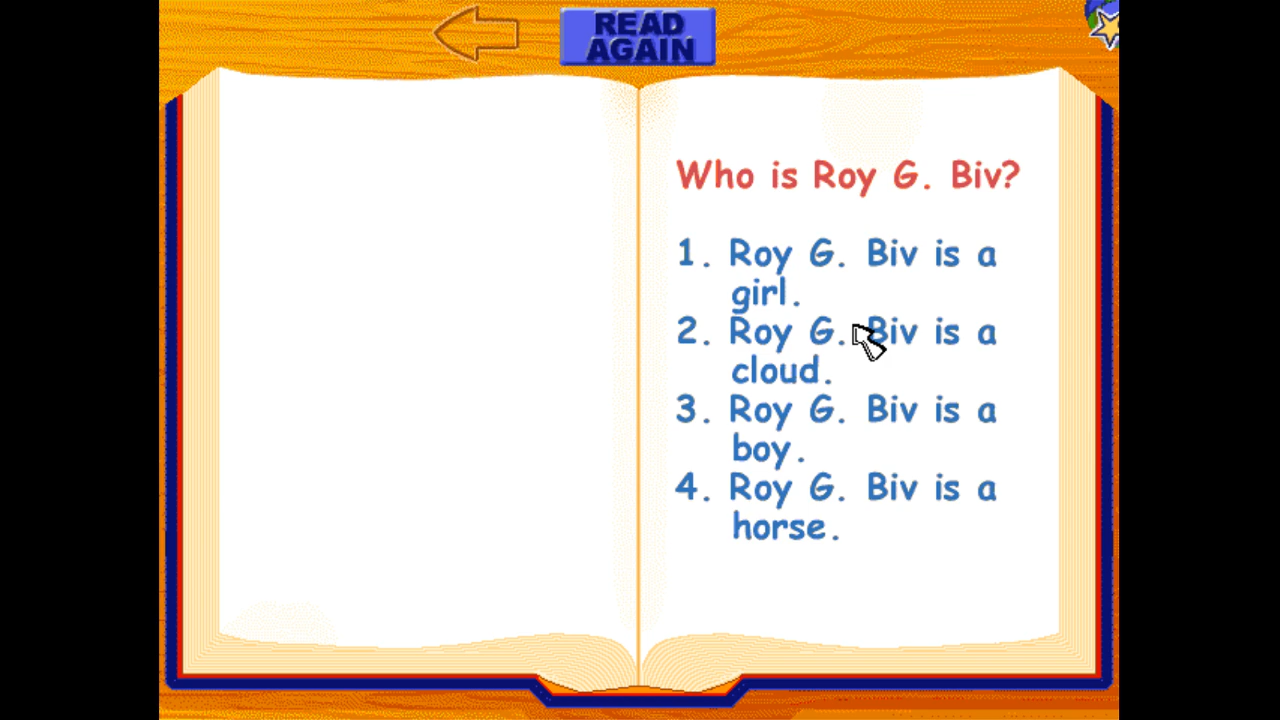 READ
AGAIN
Who is Roy G. Biv?
1. Roy G. Biv is a
girl.
2. Roy G. Biv is a
cloud.
3. Roy G. Biv is a
boy.
4. Roy G. Biv is a
horse.